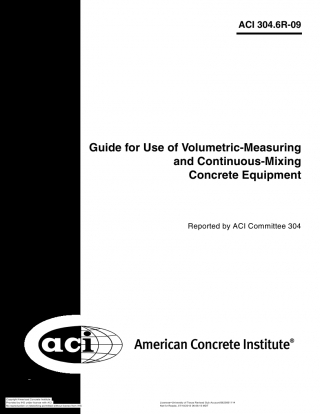 ACI 304.6R-09
Guide for Use of Volumetric-Measuring
and Continuous-Mixing
Concrete Equipment
Reported by ACI Committee 304
aci
American Concrete Institute®